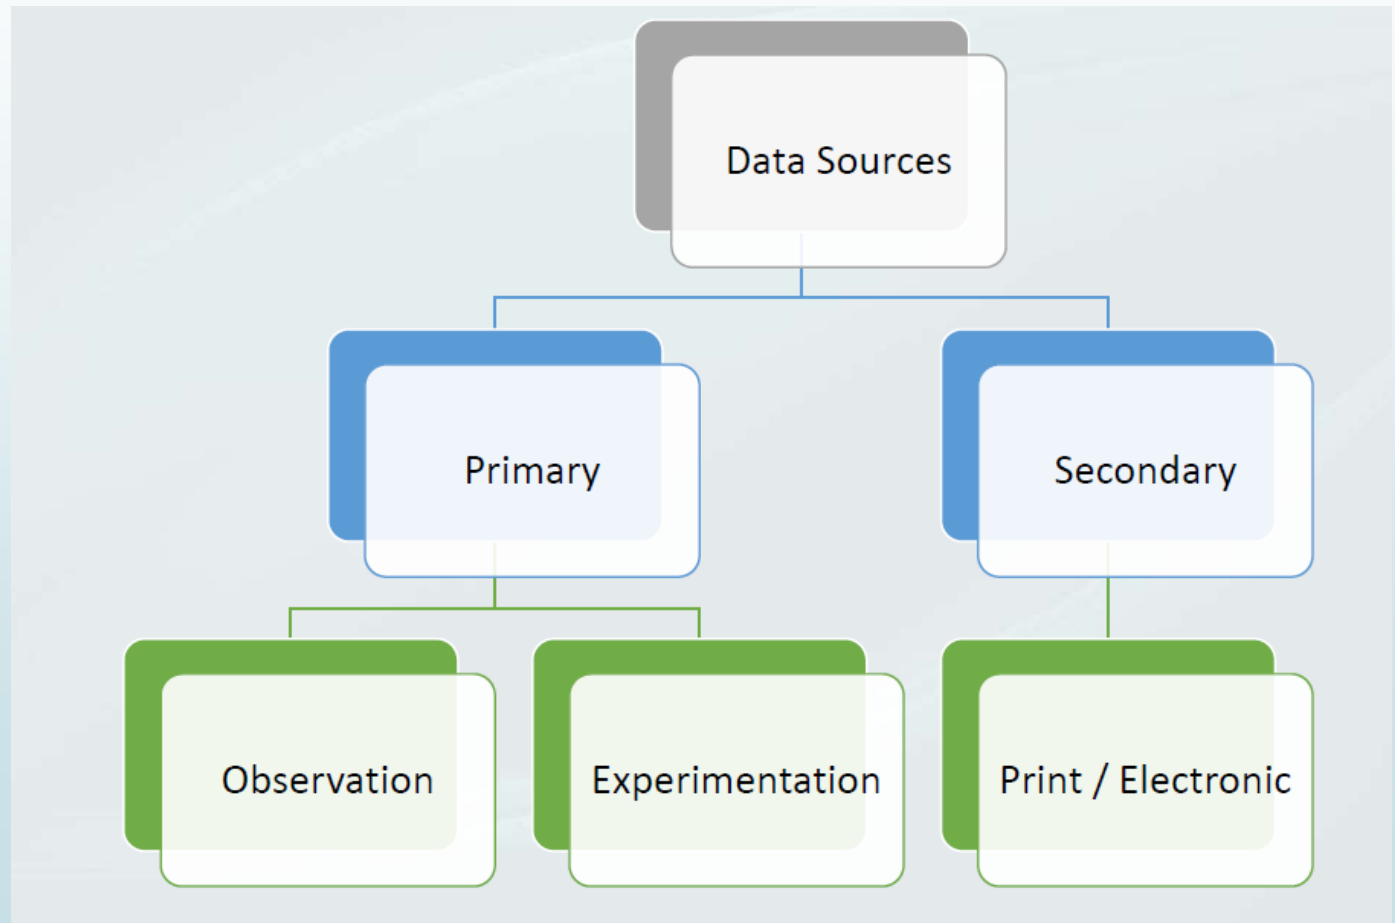 Data Sources
Primary
Secondary
Observation
Experimentation
Print / Electronic